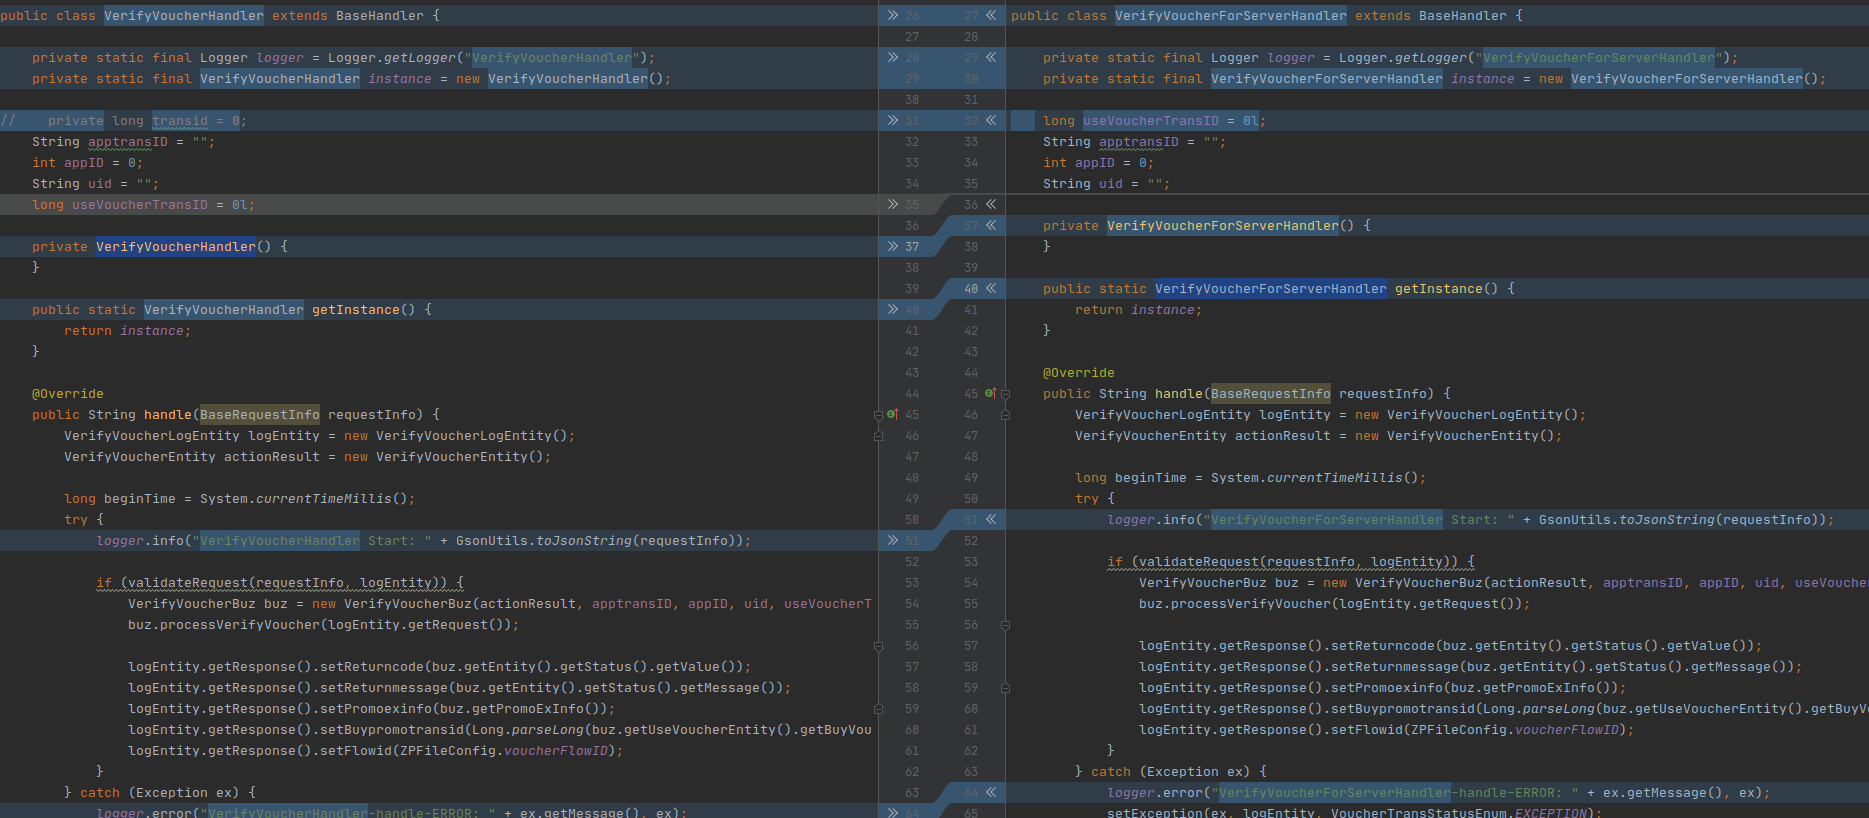 public class VerifyVoucherHandler extends BaseHandler {
private static final Logger logger = Logger.getLogger("VerifyVoucherHandler");
private static final VerifyVoucherHandler instance = new VerifyVoucherHandler();
//    private long transid = 0;
String apptransID = "";
int appID = 0;
String uid = "";
long useVoucherTransID = 0l;
private VerifyVoucherHandler() {
}
public static VerifyVoucherHandler getInstance() {
return instance;
}
@Override
public String handle(BaseRequestInfo requestInfo) {
VerifyVoucherLogEntity logEntity = new VerifyVoucherLogEntity();
VerifyVoucherEntity actionResult = new VerifyVoucherEntity();
long beginTime = System.currentTimeMillis();
try {
logger.info("VerifyVoucherHandler Start: " + GsonUtils.toJsonString(requestInfo));
if (validateRequest(requestInfo, logEntity)) {
VerifyVoucherBuz buz = new VerifyVoucherBuz(actionResult, apptransID, appID, uid, useVoucherT
buz.processVerifyVoucher(logEntity.getRequest());
logEntity.getResponse().setReturncode(buz.getEntity().getStatus().getValue());
logEntity.getResponse().setReturnmessage(buz.getEntity().getStatus().getMessage());
logEntity.getResponse().setPromoexinfo(buz.getPromoExInfo());
logEntity.getResponse().setBuypromotransid(Long.parseLong(buz.getUseVoucherEntity().getBuyVou
logEntity.getResponse().setFlowid(ZPFileConfig.voucherFlowID);
}
} catch (Exception ex) {
logger.error("VerifyVoucherHandler-handle-ERROR: " + ex.getMessage(), ex);
26
27
28
29
30
31
32
33
34
35
36
37
38
39
40
41
42
43
44
45
46
47
48
49
50
51
52
53
54
55
56
57
58
59
60
61
62
63
64
27
28
29
30
31
32
33
34
35
36
37
38
39
40
41
42
43
44
45
46
47
48
49
50
51
52
53
54
55
56
57
58
59
60
61
62
63
64
65
public class VerifyVoucherForServerHandler extends BaseHandler {
private static final Logger logger = Logger.getLogger("VerifyVoucherForServerHandler");
private static final VerifyVoucherForServerHandler instance = new VerifyVoucherForServerHandler();
long useVoucherTransID = 0l;
String apptransID = "";
int appID = 0;
String uid = "";
private VerifyVoucherForServerHandler() {
}
public static VerifyVoucherForServerHandler getInstance() {
return instance;
}
@Override
public String handle(BaseRequestInfo requestInfo) {
VerifyVoucherLogEntity logEntity = new VerifyVoucherLogEntity();
VerifyVoucherEntity actionResult = new VerifyVoucherEntity();
long beginTime = System.currentTimeMillis();
try {
logger.info("VerifyVoucherForServerHandler Start: " + GsonUtils.toJsonString(requestInfo));
if (validateRequest(requestInfo, logEntity)) {
VerifyVoucherBuz buz = new VerifyVoucherBuz(actionResult, apptransID, appID, uid, useVoucher
buz.processVerifyVoucher(logEntity.getRequest());
logEntity.getResponse().setReturncode(buz.getEntity().getStatus().getValue());
logEntity.getResponse().setReturnmessage(buz.getEntity().getStatus().getMessage());
logEntity.getResponse().setPromoexinfo(buz.getPromoExInfo());
logEntity.getResponse().setBuypromotransid(Long.parseLong(buz.getUseVoucherEntity().getBuyV
logEntity.getResponse().setFlowid(ZPFileConfig.voucherFlowID);
}
} catch (Exception ex) {
logger.error("VerifyVoucherForServerHandler-handle-ERROR: " + ex.getMessage(), ex);
setException(ex, logEntity, VoucherTransStatusEnum.EXCEPTION);